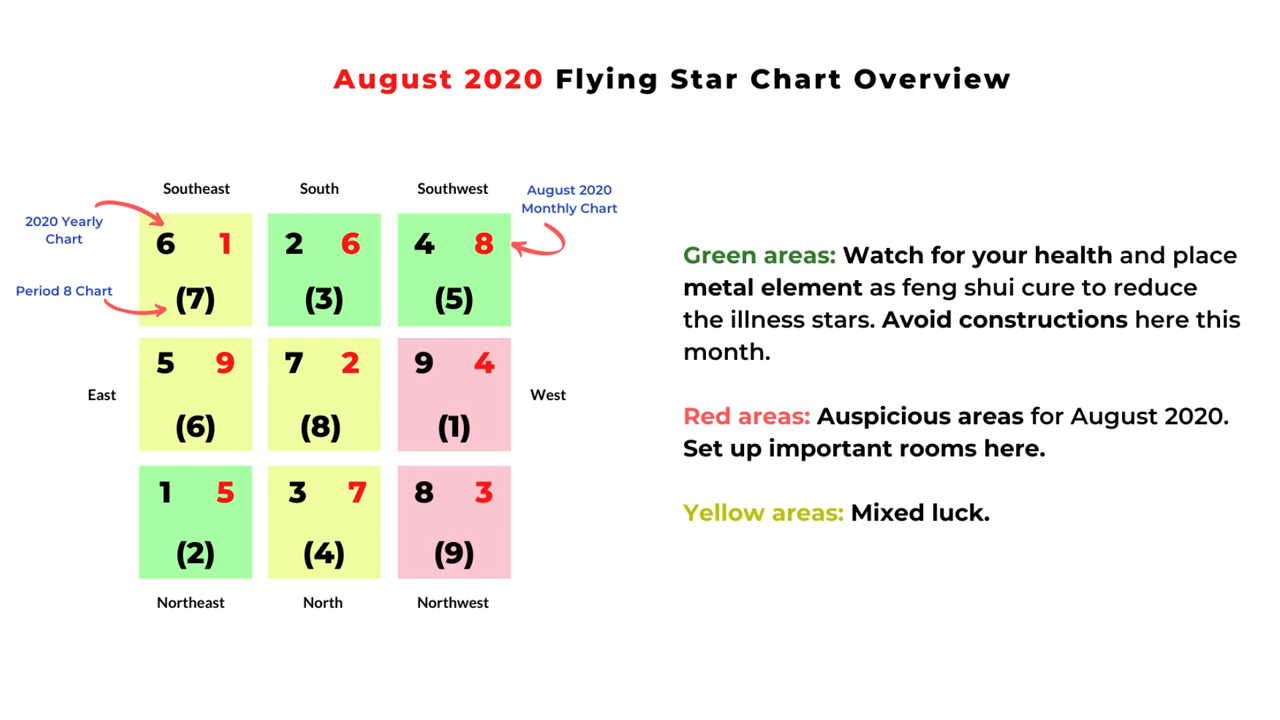 August 2020 Flying Star Chart Overview
Southeast South Southwest
August 2020
Monthly Chart
2020 Yearly
Chart
6 1 2 6 4 8
Period 8 Chart
(7) (3) (5)
5 9 7 2 9 4
East West
(6) (8) (1)
1 5 3 7 8 3
(2) (4) (9)
Northeast North Northwest
Green areas: Watch for your health and place
metal element as feng shui cure to reduce
the illness stars. Avoid constructions here this
month.
Red areas: Auspicious areas for August 2020.
Set up important rooms here.
Yellow areas: Mixed luck.